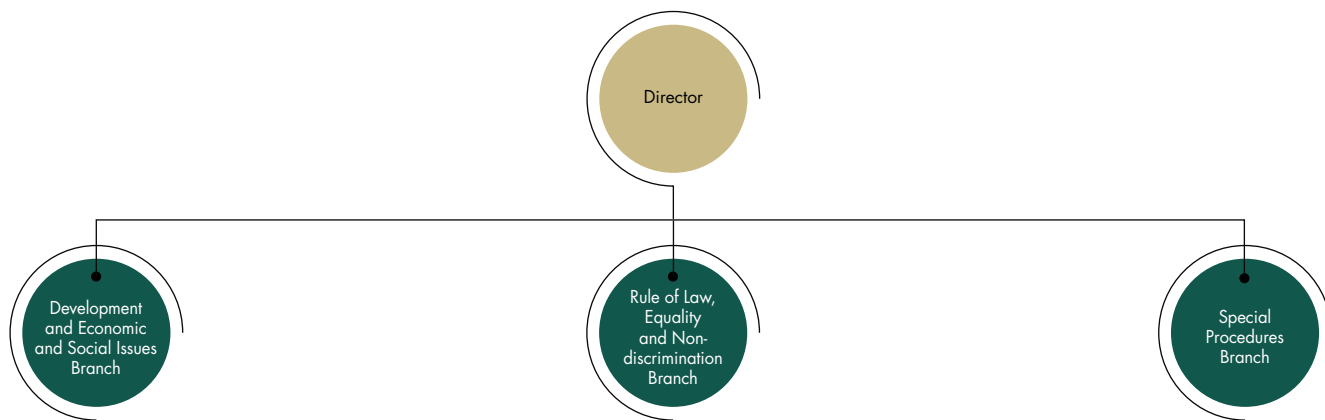 Director
Development
and Economic
and Social Issues
Branch
Rule of Law,
Equality
and Non-
discrimination
Branch
Special
Procedures
Branch